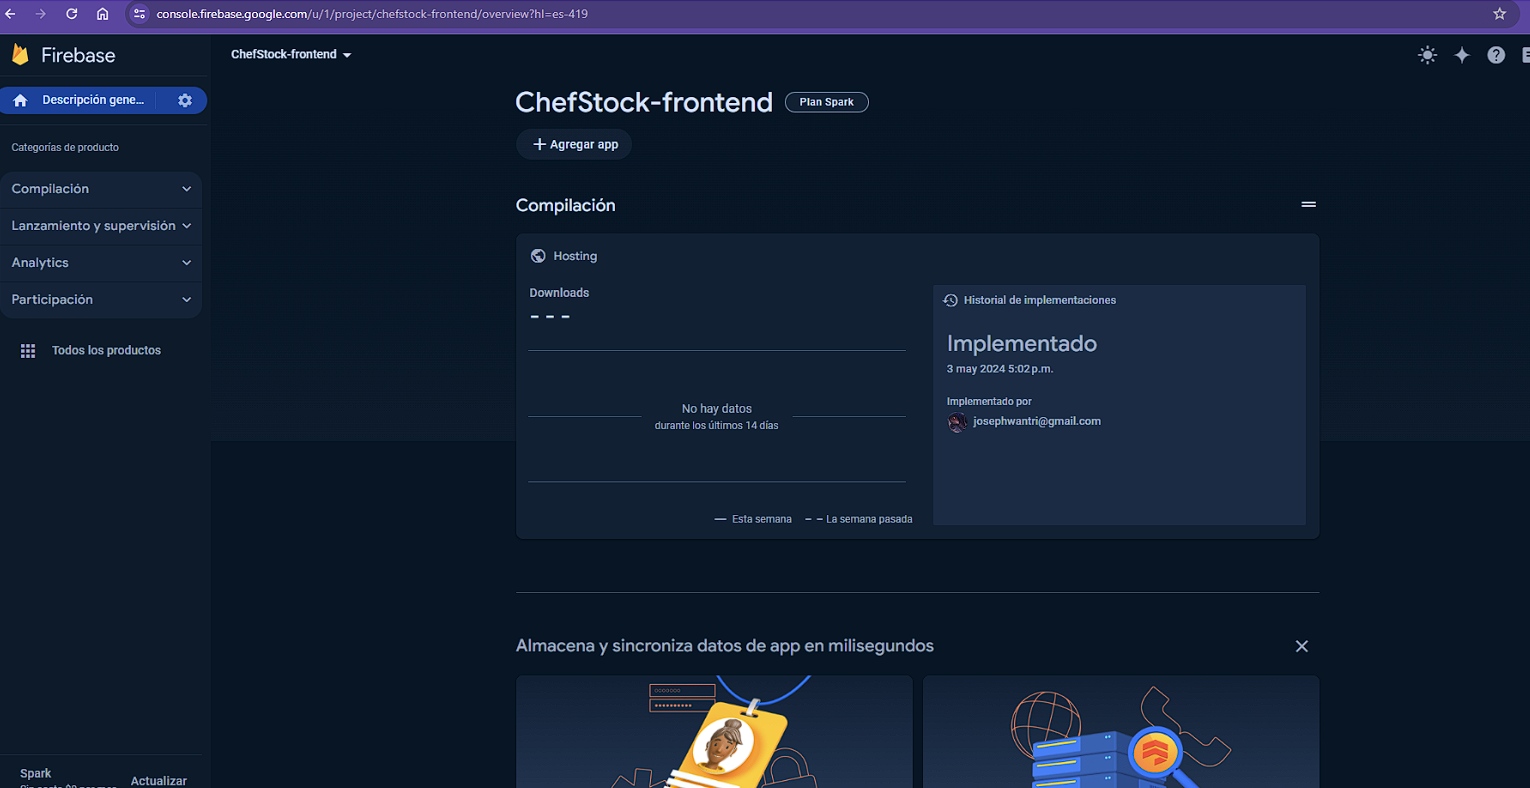 console.firebase.google.com/u/1/project/chefstock-frontend/overview?hl=es-419
Firebase
ChefStock-frontend
Descripción gene...
Categorías de producto
Compilación
Lanzamiento y supervisión
Analytics
Participación
Todos los productos
ChefStock-frontend
Plan Spark
Agregar app
Compilación
Hosting
Downloads
No hay datos
durante los últimos 14 días
Esta semana
La semana pasada
Historial de implementaciones
Implementado
3 may 2024 5:02 p.m.
Implementado por
josephwantri@gmail.com
Almacena y sincroniza datos de app en milisegundos
Spark
Actualizar